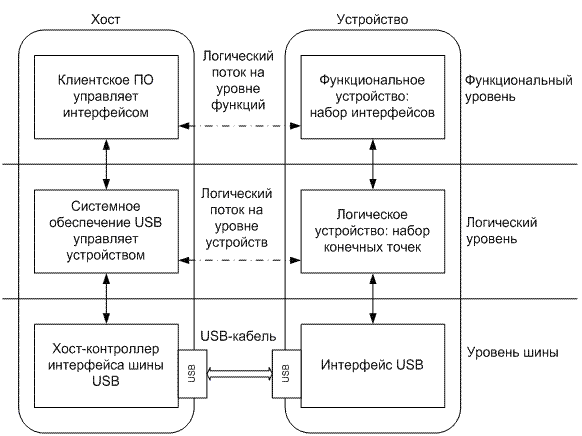 Хост
Устройство
Клиентское ПО
управляет
интерфейсом
Логический
поток на
уровне
функций
Функциональное
устройство:
набор интерфейсов
Функциональный
уровень
Системное
обеспечение USB
управляет
устройством
Логический
поток на
уровне
устройств
Логическое
устройство: набор
конечных точек
Логический
уровень
Хост-контроллер
интерфейса шины
USB
USB
USB-кабель
USB
Интерфейс USB
Уровень шины